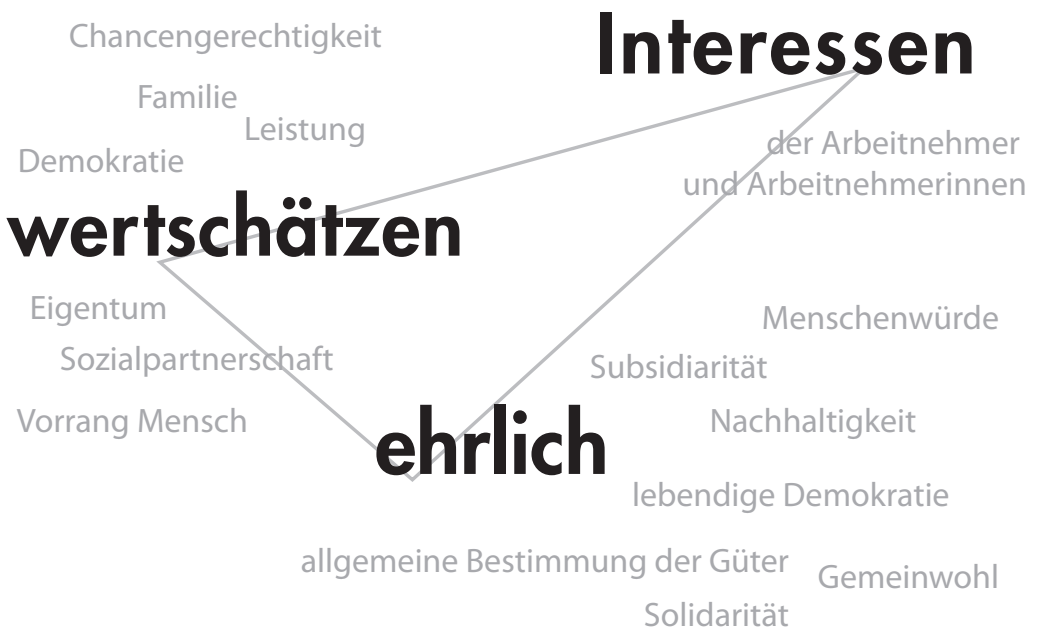 Chancengerechtigkeit
Interessen
Familie
Leistung
der Arbeitnehmer
und Arbeitnehmerinnen
Demokratie
wertschätzen
Eigentum
Menschenwürde
Sozialpartnerschaft
Subsidiarität
Vorrang Mensch
Nachhaltigkeit
ehrlich
lebendige Demokratie
allgemeine Bestimmung der Güter
Gemeinwohl
Solidarität